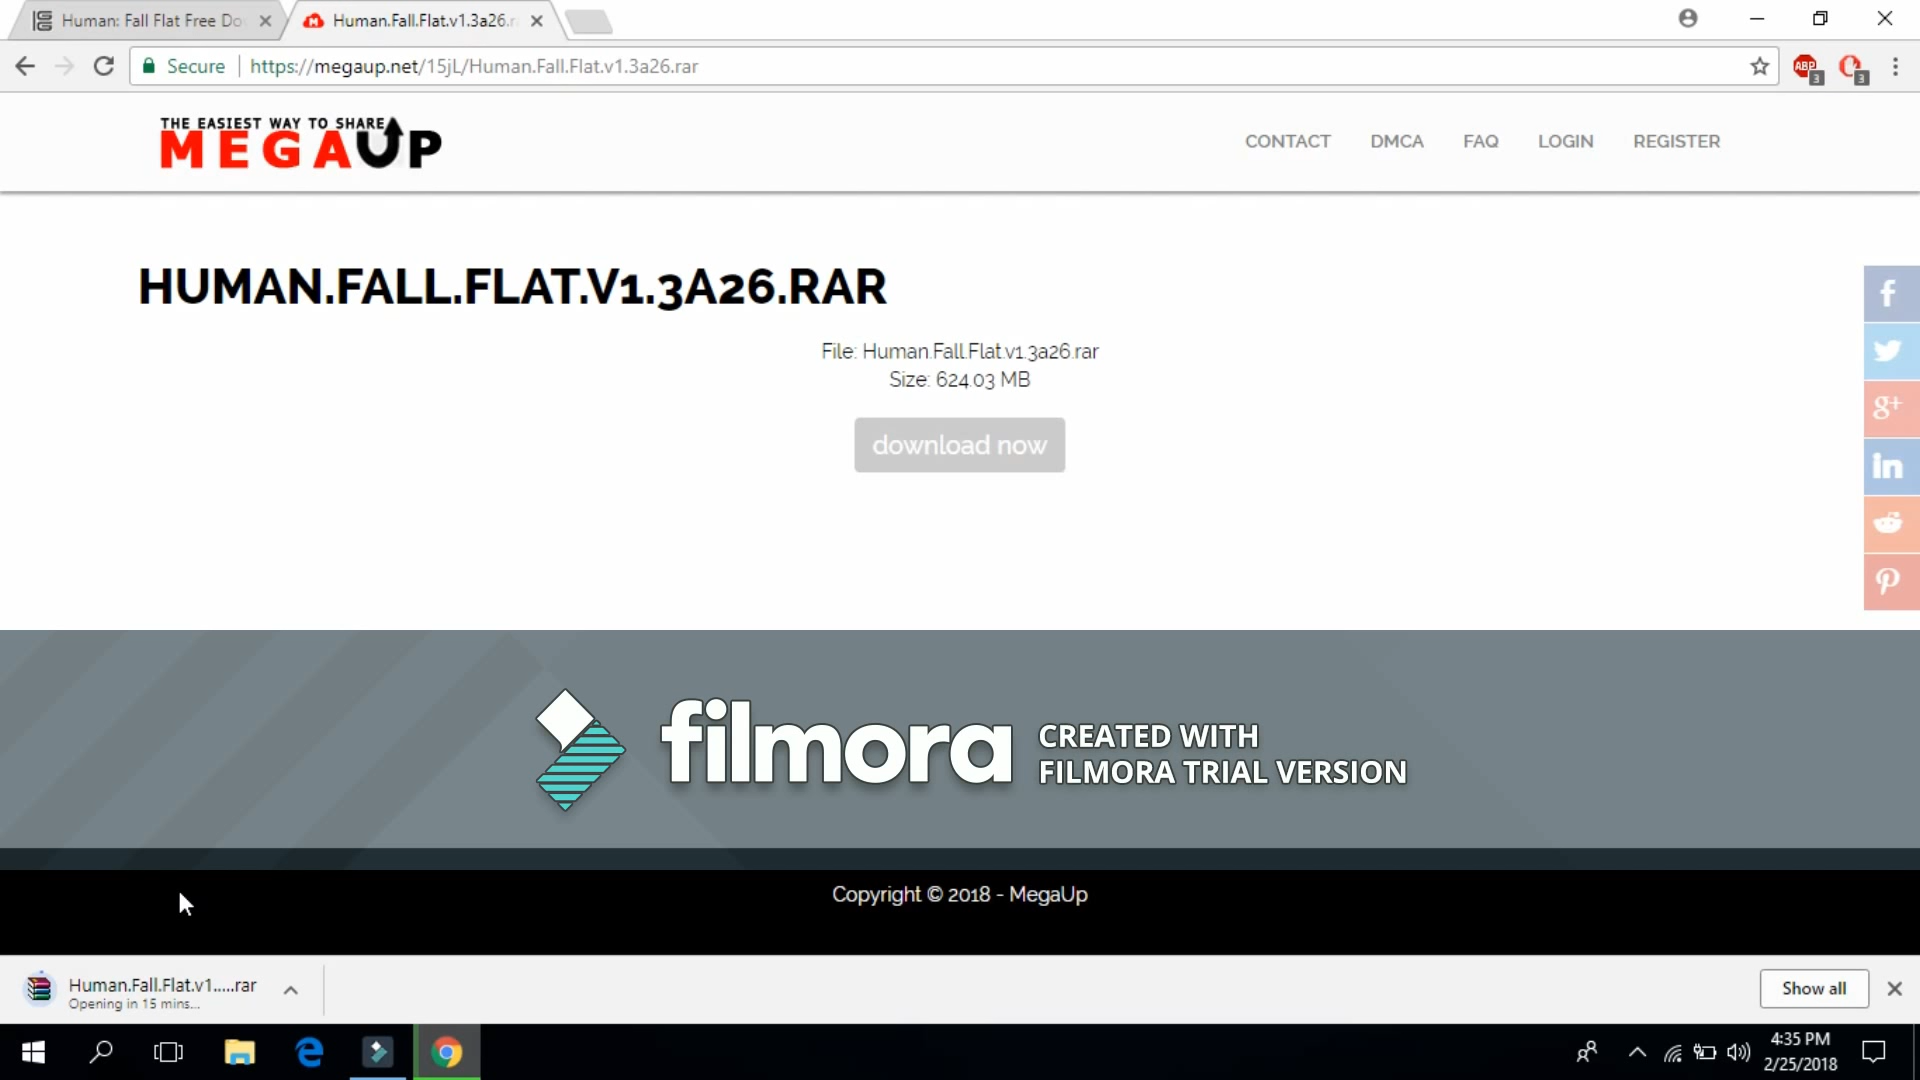 Human: Fall Flat Free Do
Human.Fall.Flat.v1.3a26.r
Secure
https://megaup.net/15jL/Human.Fall.Flat.v1.3a26.rar
ABP
3
3
THE EASIEST WAY TO SHARE
MEGAUP
CONTACT
DMCA
FAQ
LOGIN
REGISTER
HUMAN.FALL.FLAT.V1.3A26.RAR
File: Human.Fall.Flat.v1.3a26.rar
Size: 624.03 MB
download now
filmora
CREATED WITH
FILMORA TRIAL VERSION
Copyright © 2018 - MegaUp
Human.Fall.Flat.v1.....rar
Opening in 15 mins...
Show all
4:35 PM
2/25/2018